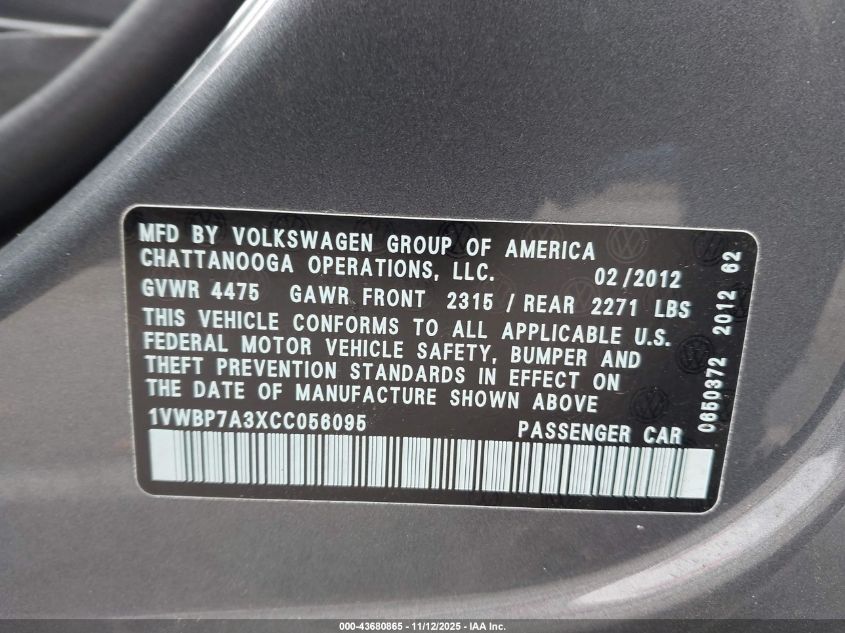 MFD BY VOLKSWAGEN GROUP OF AMERICA
CHATTANOOGA OPERATIONS, LLC. 02/2012
GVWR 4475 GAWR FRONT 2315 / REAR 2271 LBS
THIS VEHICLE CONFORMS TO ALL APPLICABLE U.S.
FEDERAL MOTOR VEHICLE SAFETY, BUMPER AND
THEFT PREVENTION STANDARDS IN EFFECT ON
THE DATE OF MANUFACTURE SHOWN ABOVE
1VWBP7A3XCC056095 PASSENGER CAR
0650372 2012 62
000-43680865 - 11/12/2025 - IAA Inc.